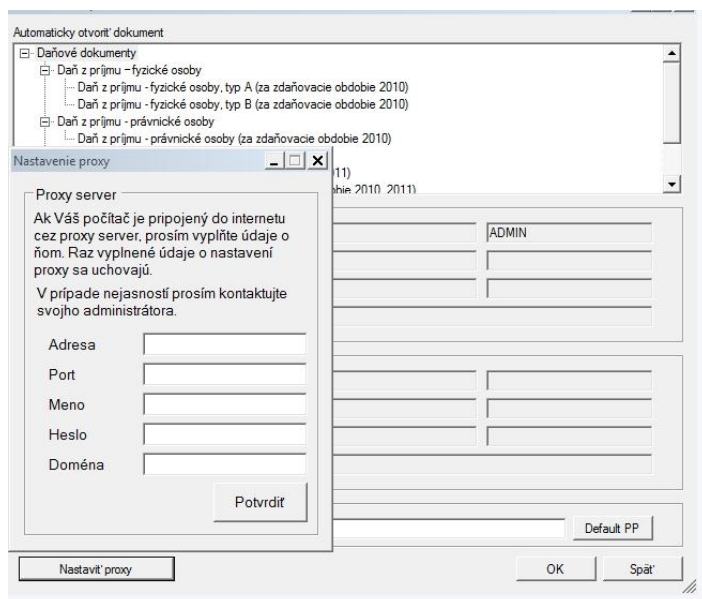 Automaticky otvoriť dokument
Daňové dokumenty
Daň z príjmu – fyzické osoby
Daň z príjmu - fyzické osoby, typ A (za zdaňovacie obdobie 2010)
Daň z príjmu - fyzické osoby, typ B (za zdaňovacie obdobie 2010)
Daň z príjmu - právnické osoby
Daň z príjmu - právnické osoby (za zdaňovacie obdobie 2010)
11)
bie 2010, 2011)
Nastavenie proxy
Proxy server
Ak Váš počítač je pripojený do internetu
cez proxy server, prosím vyplňte údaje o
ňom. Raz vyplnené údaje o nastavení
proxy sa uchovajú.
V prípade nejasností prosím kontaktujte
svojho administrátora.
Adresa
Port
Meno
Heslo
Doména
Potvrdiť
ADMIN
Default PP
Nastaviť proxy
OK
Späť